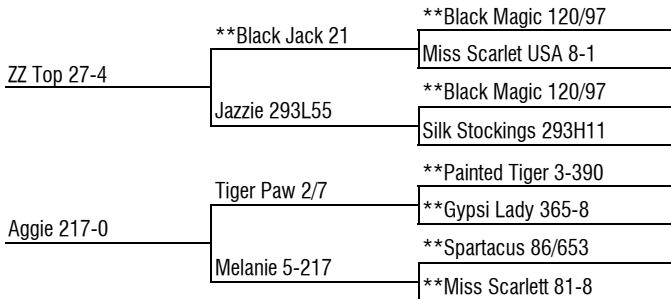 **Black Magic 120/97
**Black Jack 21
Miss Scarlet USA 8-1
ZZ Top 27-4
**Black Magic 120/97
Jazzie 293L55
Silk Stockings 293H11
**Painted Tiger 3-390
Tiger Paw 2/7
**Gypsi Lady 365-8
Aggie 217-0
**Spartacus 86/653
Melanie 5-217
**Miss Scarlett 81-8